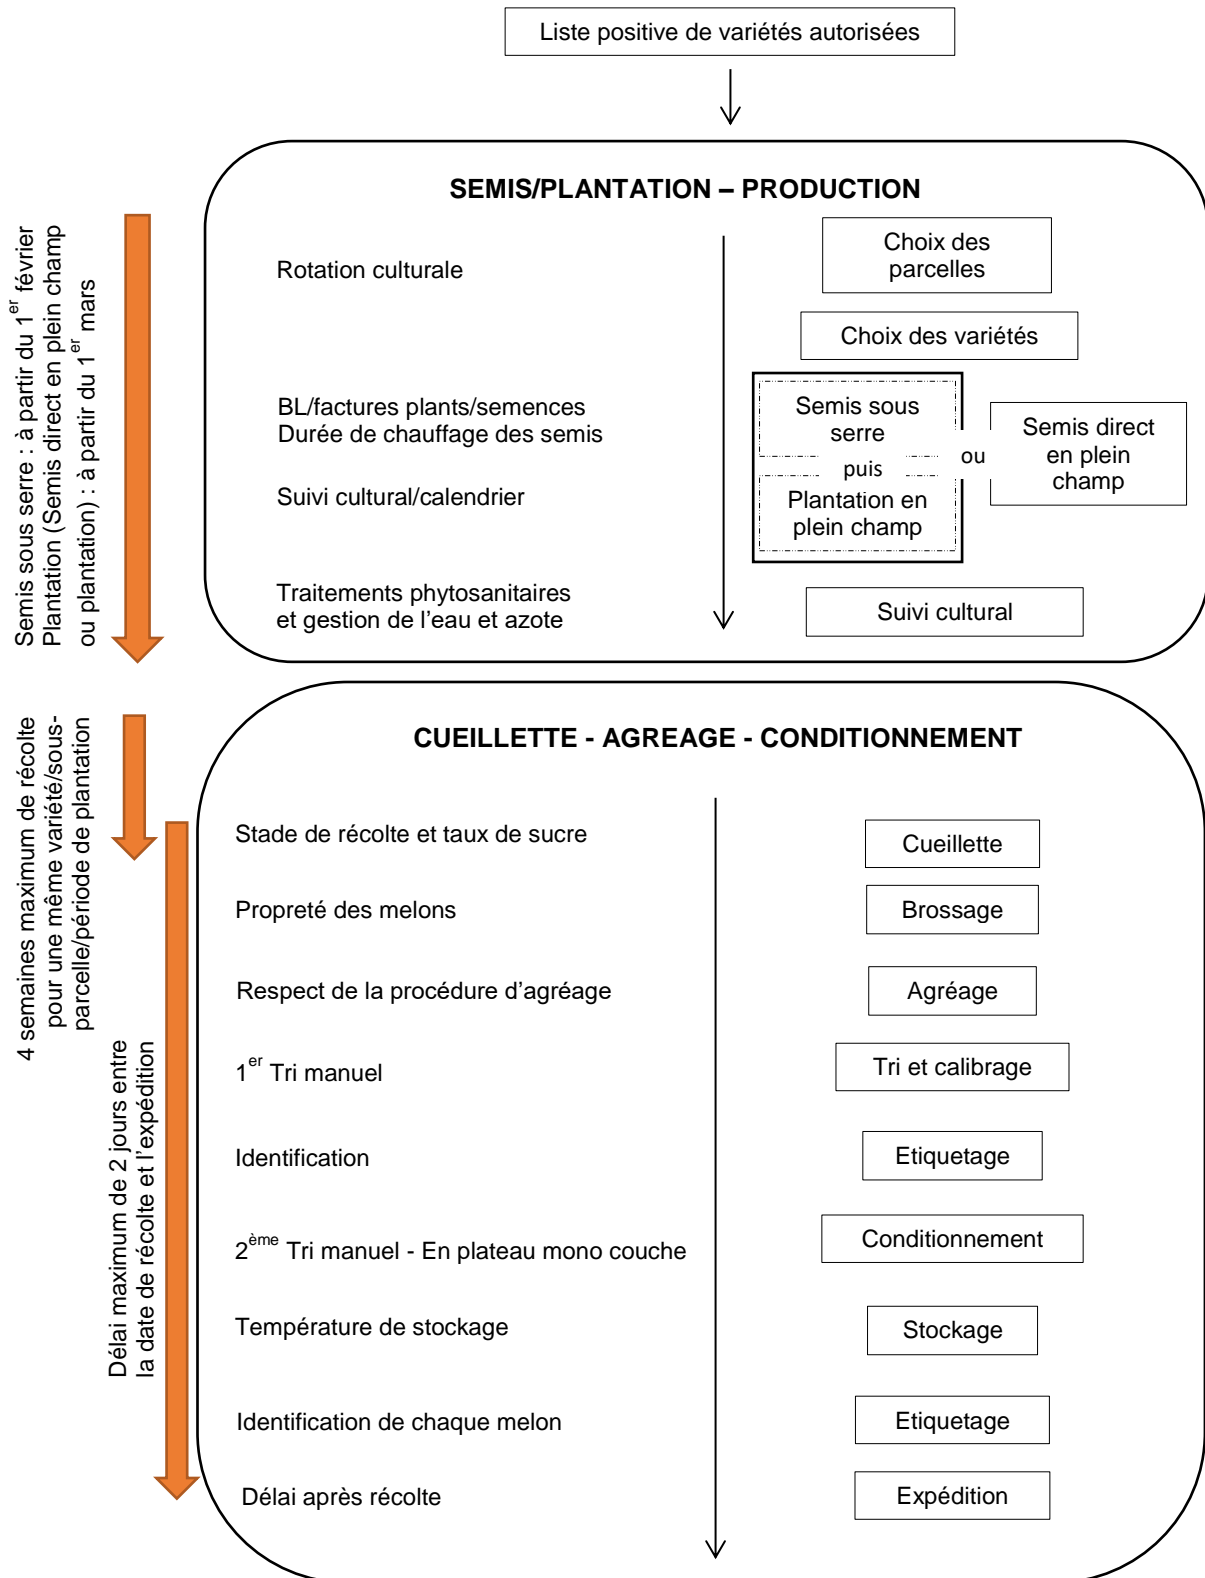 Liste positive de variétés autorisées
SEMIS/PLANTATION – PRODUCTION
Semis sous serre : à partir du 1er février
Plantation (Semis direct en plein champ
ou plantation) : à partir du 1er mars
Rotation culturale
Choix des
parcelles
Choix des variétés
BL/factures plants/semences
Durée de chauffage des semis
Semis sous
serre
puis
Plantation en
plein champ
ou
Semis direct
en plein
champ
Suivi cultural/calendrier
Traitements phytosanitaires
et gestion de l’eau et azote
Suivi cultural
CUEILLETTE - AGREAGE - CONDITIONNEMENT
4 semaines maximum de récolte
pour une même variété/sous-
parcelle/période de plantation
Délai maximum de 2 jours entre
la date de récolte et l’expédition
Stade de récolte et taux de sucre
Cueillette
Propreté des melons
Brossage
Respect de la procédure d’agréage
Agréage
1er Tri manuel
Tri et calibrage
Identification
Etiquetage
2ème Tri manuel - En plateau mono couche
Conditionnement
Température de stockage
Stockage
Identification de chaque melon
Etiquetage
Délai après récolte
Expédition